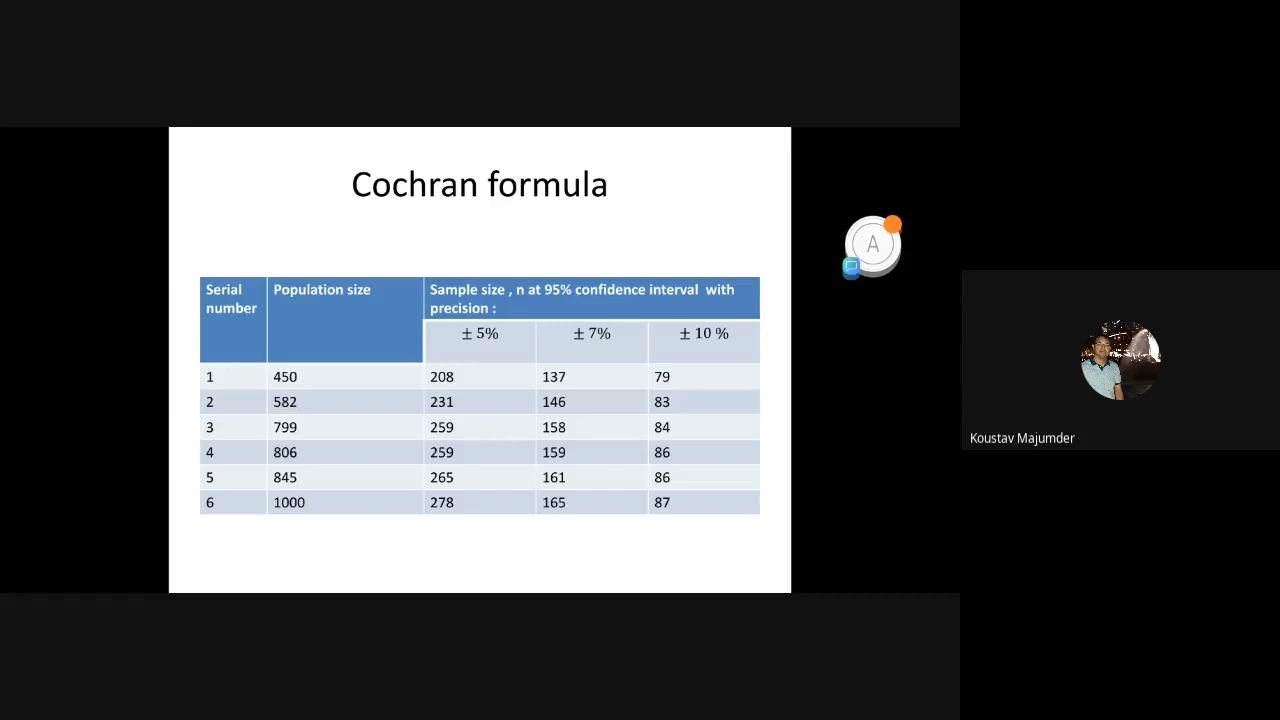 Cochran formula
Serial number Population size Sample size , n at 95% confidence interval with precision :
± 5% ± 7% ± 10 %
1 450 208 137 79
2 582 231 146 83
3 799 259 158 84
4 806 259 159 86
5 845 265 161 86
6 1000 278 165 87
A
Koustav Majumder